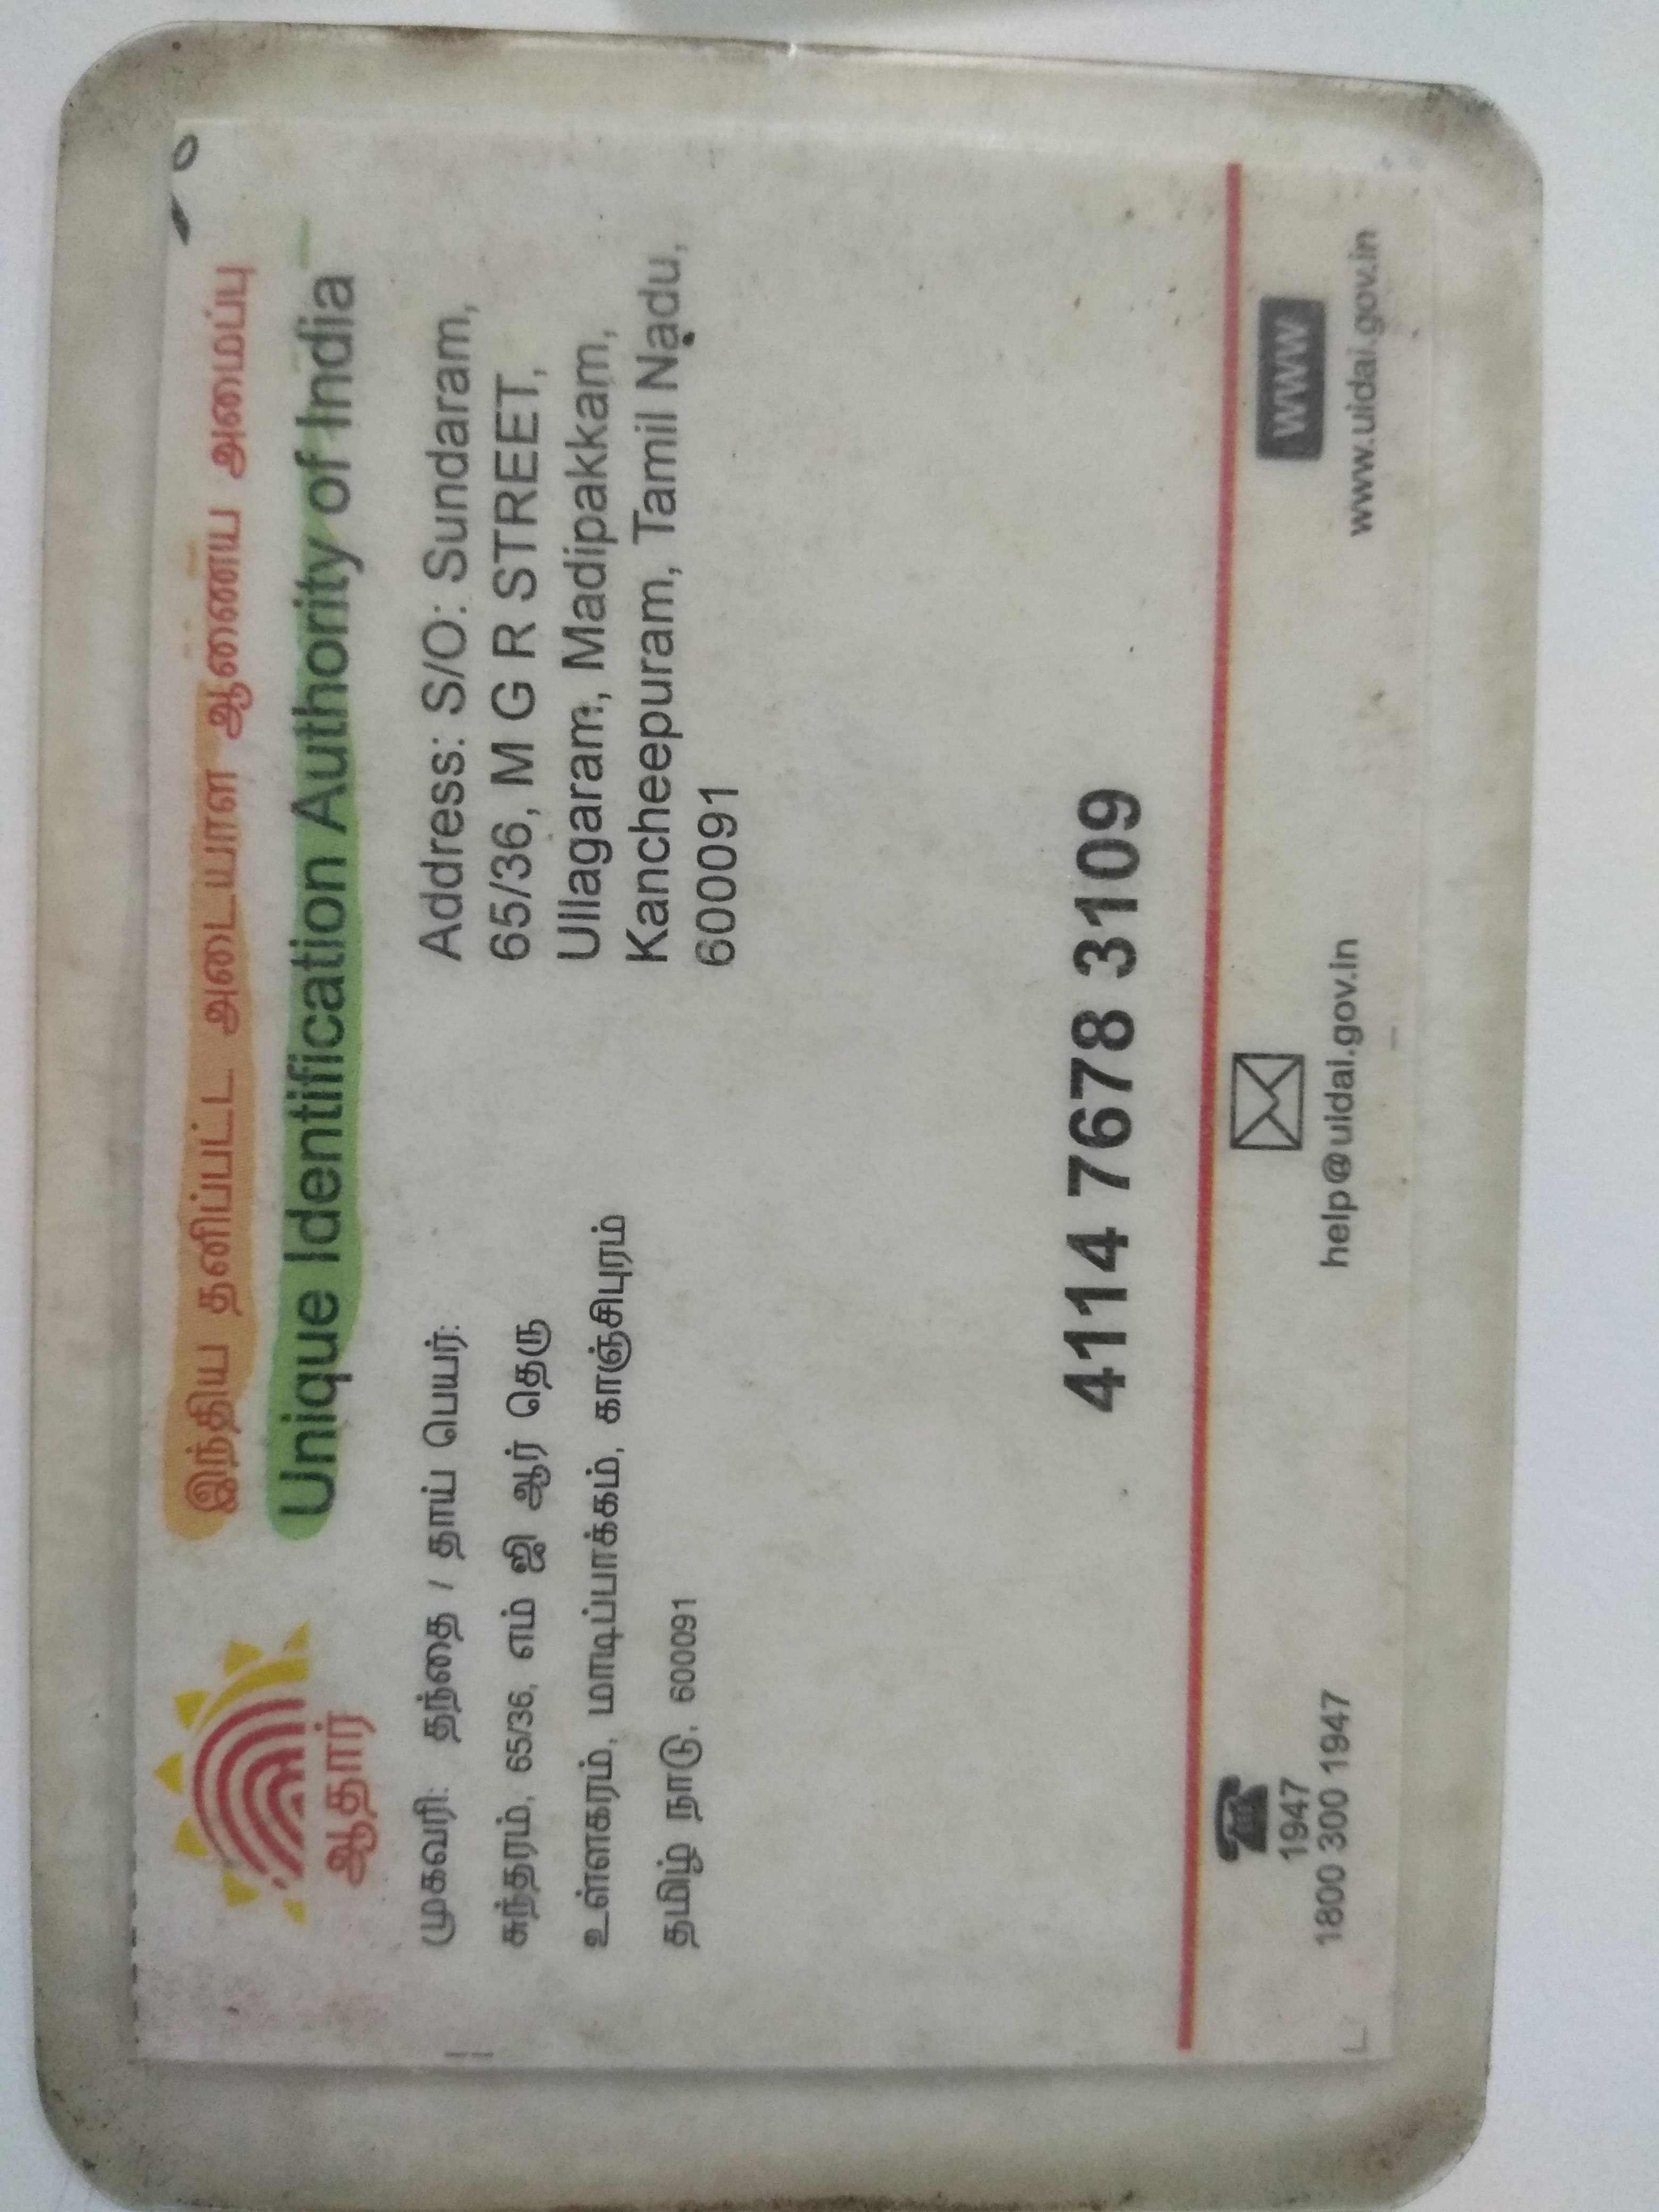 இந்திய தனிப்பட்ட அடையாள ஆணைய அமைப்பு
Unique Identification Authority of India
ஆதார்
முகவரி: தந்தை / தாய் பெயர்:
சுந்தரம், 65/36, எம் ஜி ஆர் தெரு
உள்ளகரம், மாடிப்பாக்கம், காஞ்சிபுரம்
தமிழ் நாடு, 600091
Address: S/O: Sundaram,
65/36, M G R STREET,
Ullagaram, Madipakkam,
Kancheepuram, Tamil Nadu,
600091
4114 7678 3109
1947
1800 300 1947
help@uidai.gov.in
www
www.uidai.gov.in